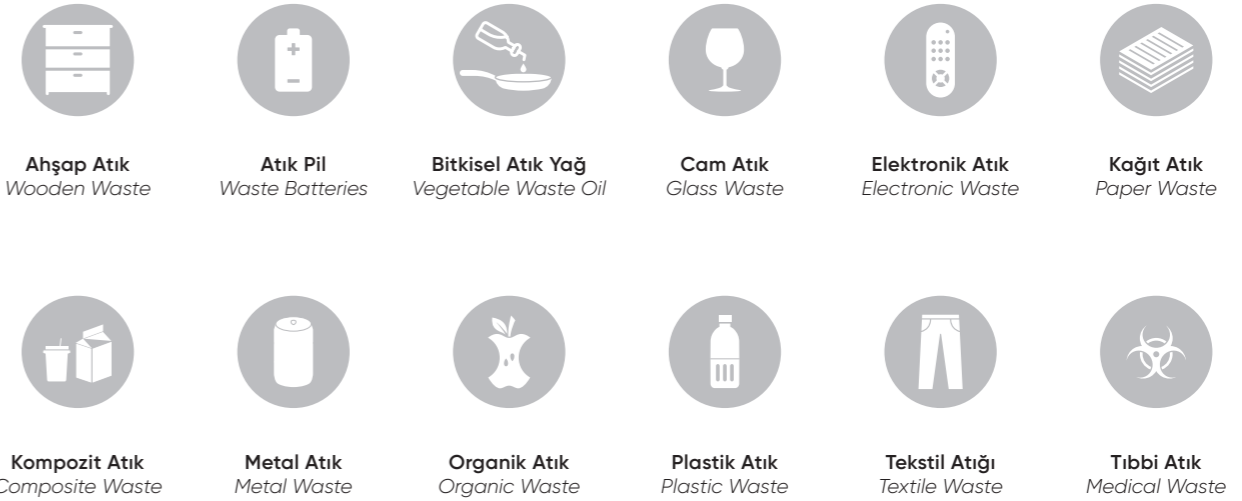 Ahşap Atık
Wooden Waste
Atık Pil
Waste Batteries
Bitkisel Atık Yağ
Vegetable Waste Oil
Cam Atık
Glass Waste
Elektronik Atık
Electronic Waste
Kağıt Atık
Paper Waste
Kompozit Atık
Composite Waste
Metal Atık
Metal Waste
Organik Atık
Organic Waste
Plastik Atık
Plastic Waste
Tekstil Atığı
Textile Waste
Tıbbi Atık
Medical Waste